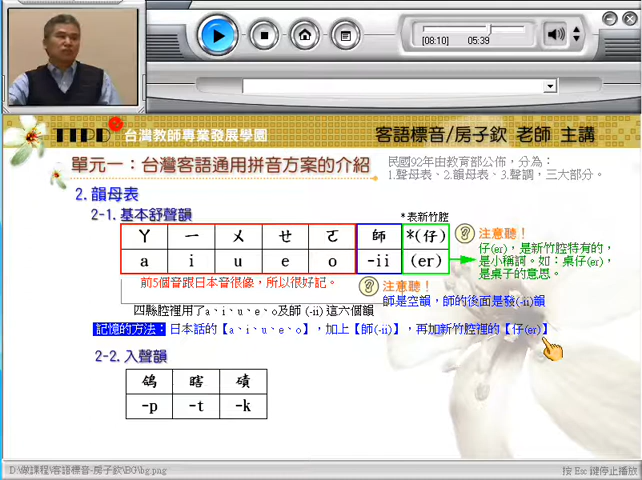 [08:10] 05:39
TTPD 台灣教師專業發展學園
客語標音/房子欽 老師 主講
單元一：台灣客語通用拼音方案的介紹
民國92年由教育部公佈，分為：
1.聲母表、2.韻母表、3.聲調，三大部分。
2. 韻母表
2-1. 基本舒聲韻
*表新竹腔
ㄚ 一 ㄨ ㄝ ㄛ 師 *(仔)
a i u e o -ii (er)
注意聽！
仔(er)，是新竹腔特有的，
是小稱詞。如：桌仔(er)，
是桌子的意思。
前5個音跟日本音很像，所以很好記。
注意聽！
師是空韻，師的後面是發(-ii)韻
四縣腔裡用了a、i、u、e、o及師 (-ii) 這六個韻
記憶的方法： 日本話的【a、i、u、e、o】，加上【師(-ii)】，再加新竹腔裡的【仔(er)】
2-2. 入聲韻
鴿 瞎 磧
-p -t -k
D:\做課程\客語標音-房子欽\BG\bg.png
按 Esc 鍵停止播放